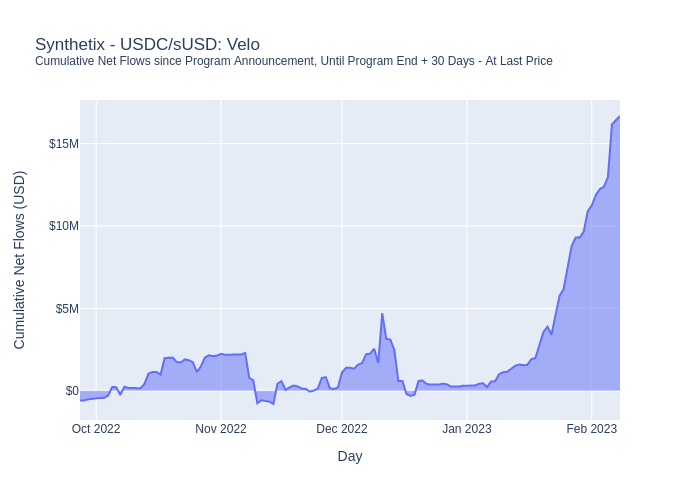 Synthetix - USDC/sUSD: Velo
Cumulative Net Flows since Program Announcement, Until Program End + 30 Days - At Last Price
Cumulative Net Flows (USD)
$15M
$10M
$5M
$0
Oct 2022
Nov 2022
Dec 2022
Jan 2023
Feb 2023
Day